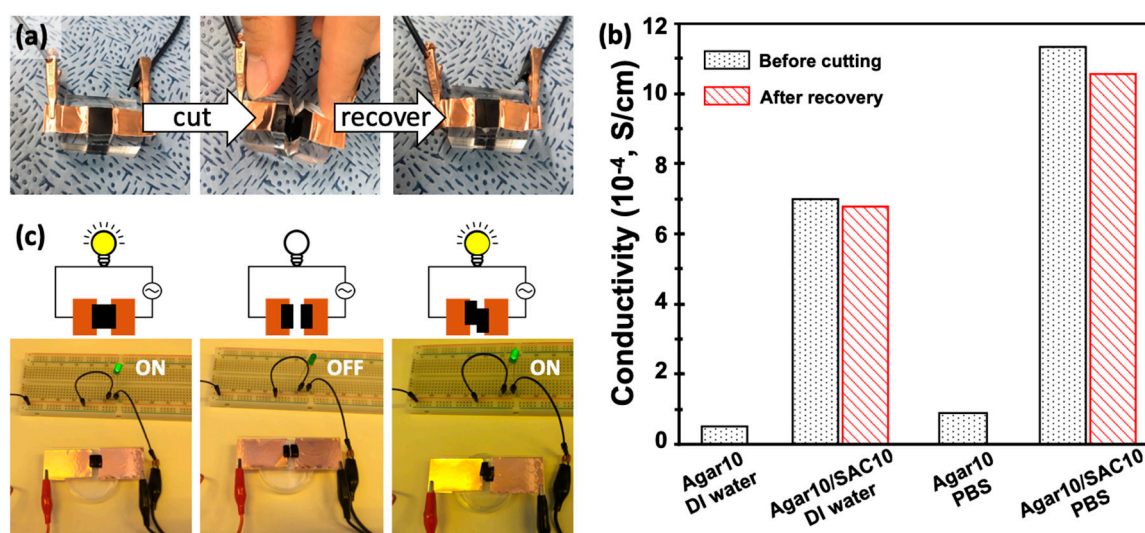 (a)
cut
recover
(b)
Conductivity (10⁻⁴, S/cm)
12
10
8
6
4
2
0
Before cutting
After recovery
Agar10
DI water
Agar10/SAC10
DI water
Agar10
PBS
Agar10/SAC10
PBS
(c)
ON
OFF
ON